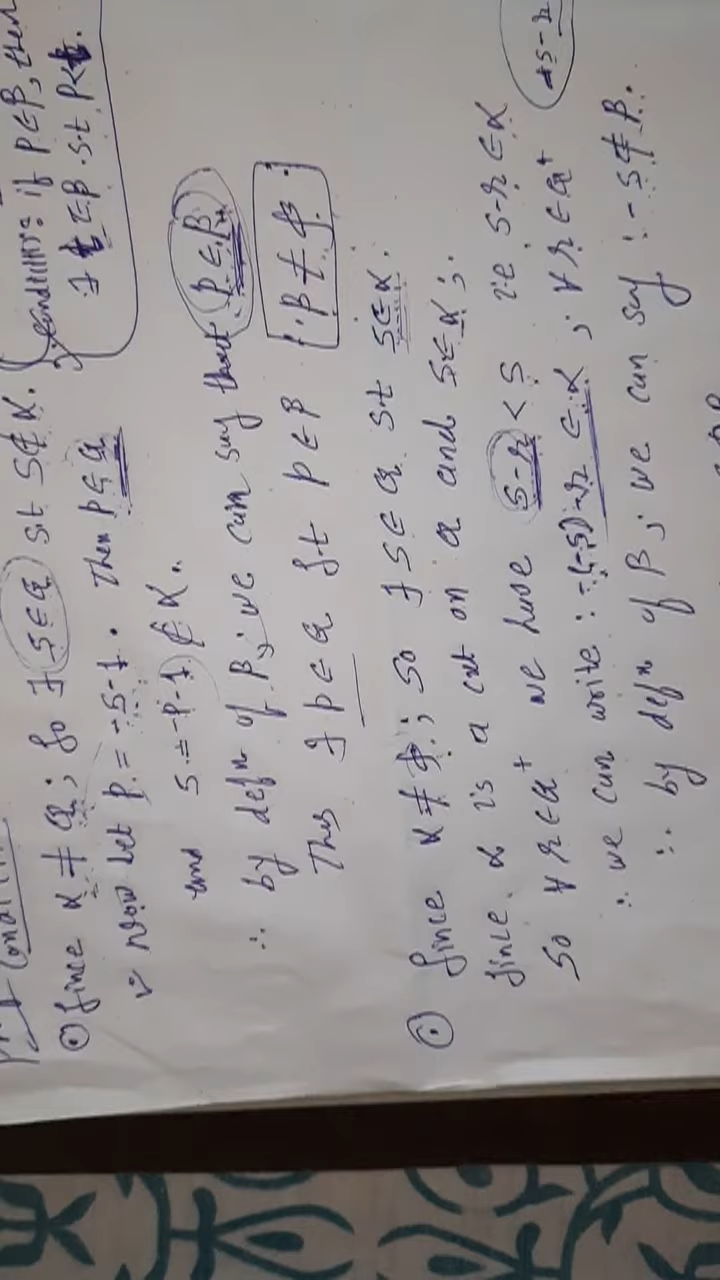 Condition
⊙ Since α ≠ Q ; So ∃ S∈Q st S∉α.
Now Let p = -S-1. Then p∈Q
and S = -p-1 ∉ α.
∴ by defn of β, we can say that p∈β
Thus ∃ p∈Q St p∈β {∴ β ≠ ϕ.}
condition: if p∈β, then
∃ t∈β s.t p<t.
⊙ Since α ≠ ϕ ; So ∃ S∈Q st S∈α.
Since α is a cut on Q and S∈α ;
So ∀ r∈Q⁺ we have S-r < S i.e. S-r∈α
∴ we can write : -(-S)-r ∈ α ; ∀ r∈Q⁺
S-r
∴ by defn of β ; we can say : -S∉β.